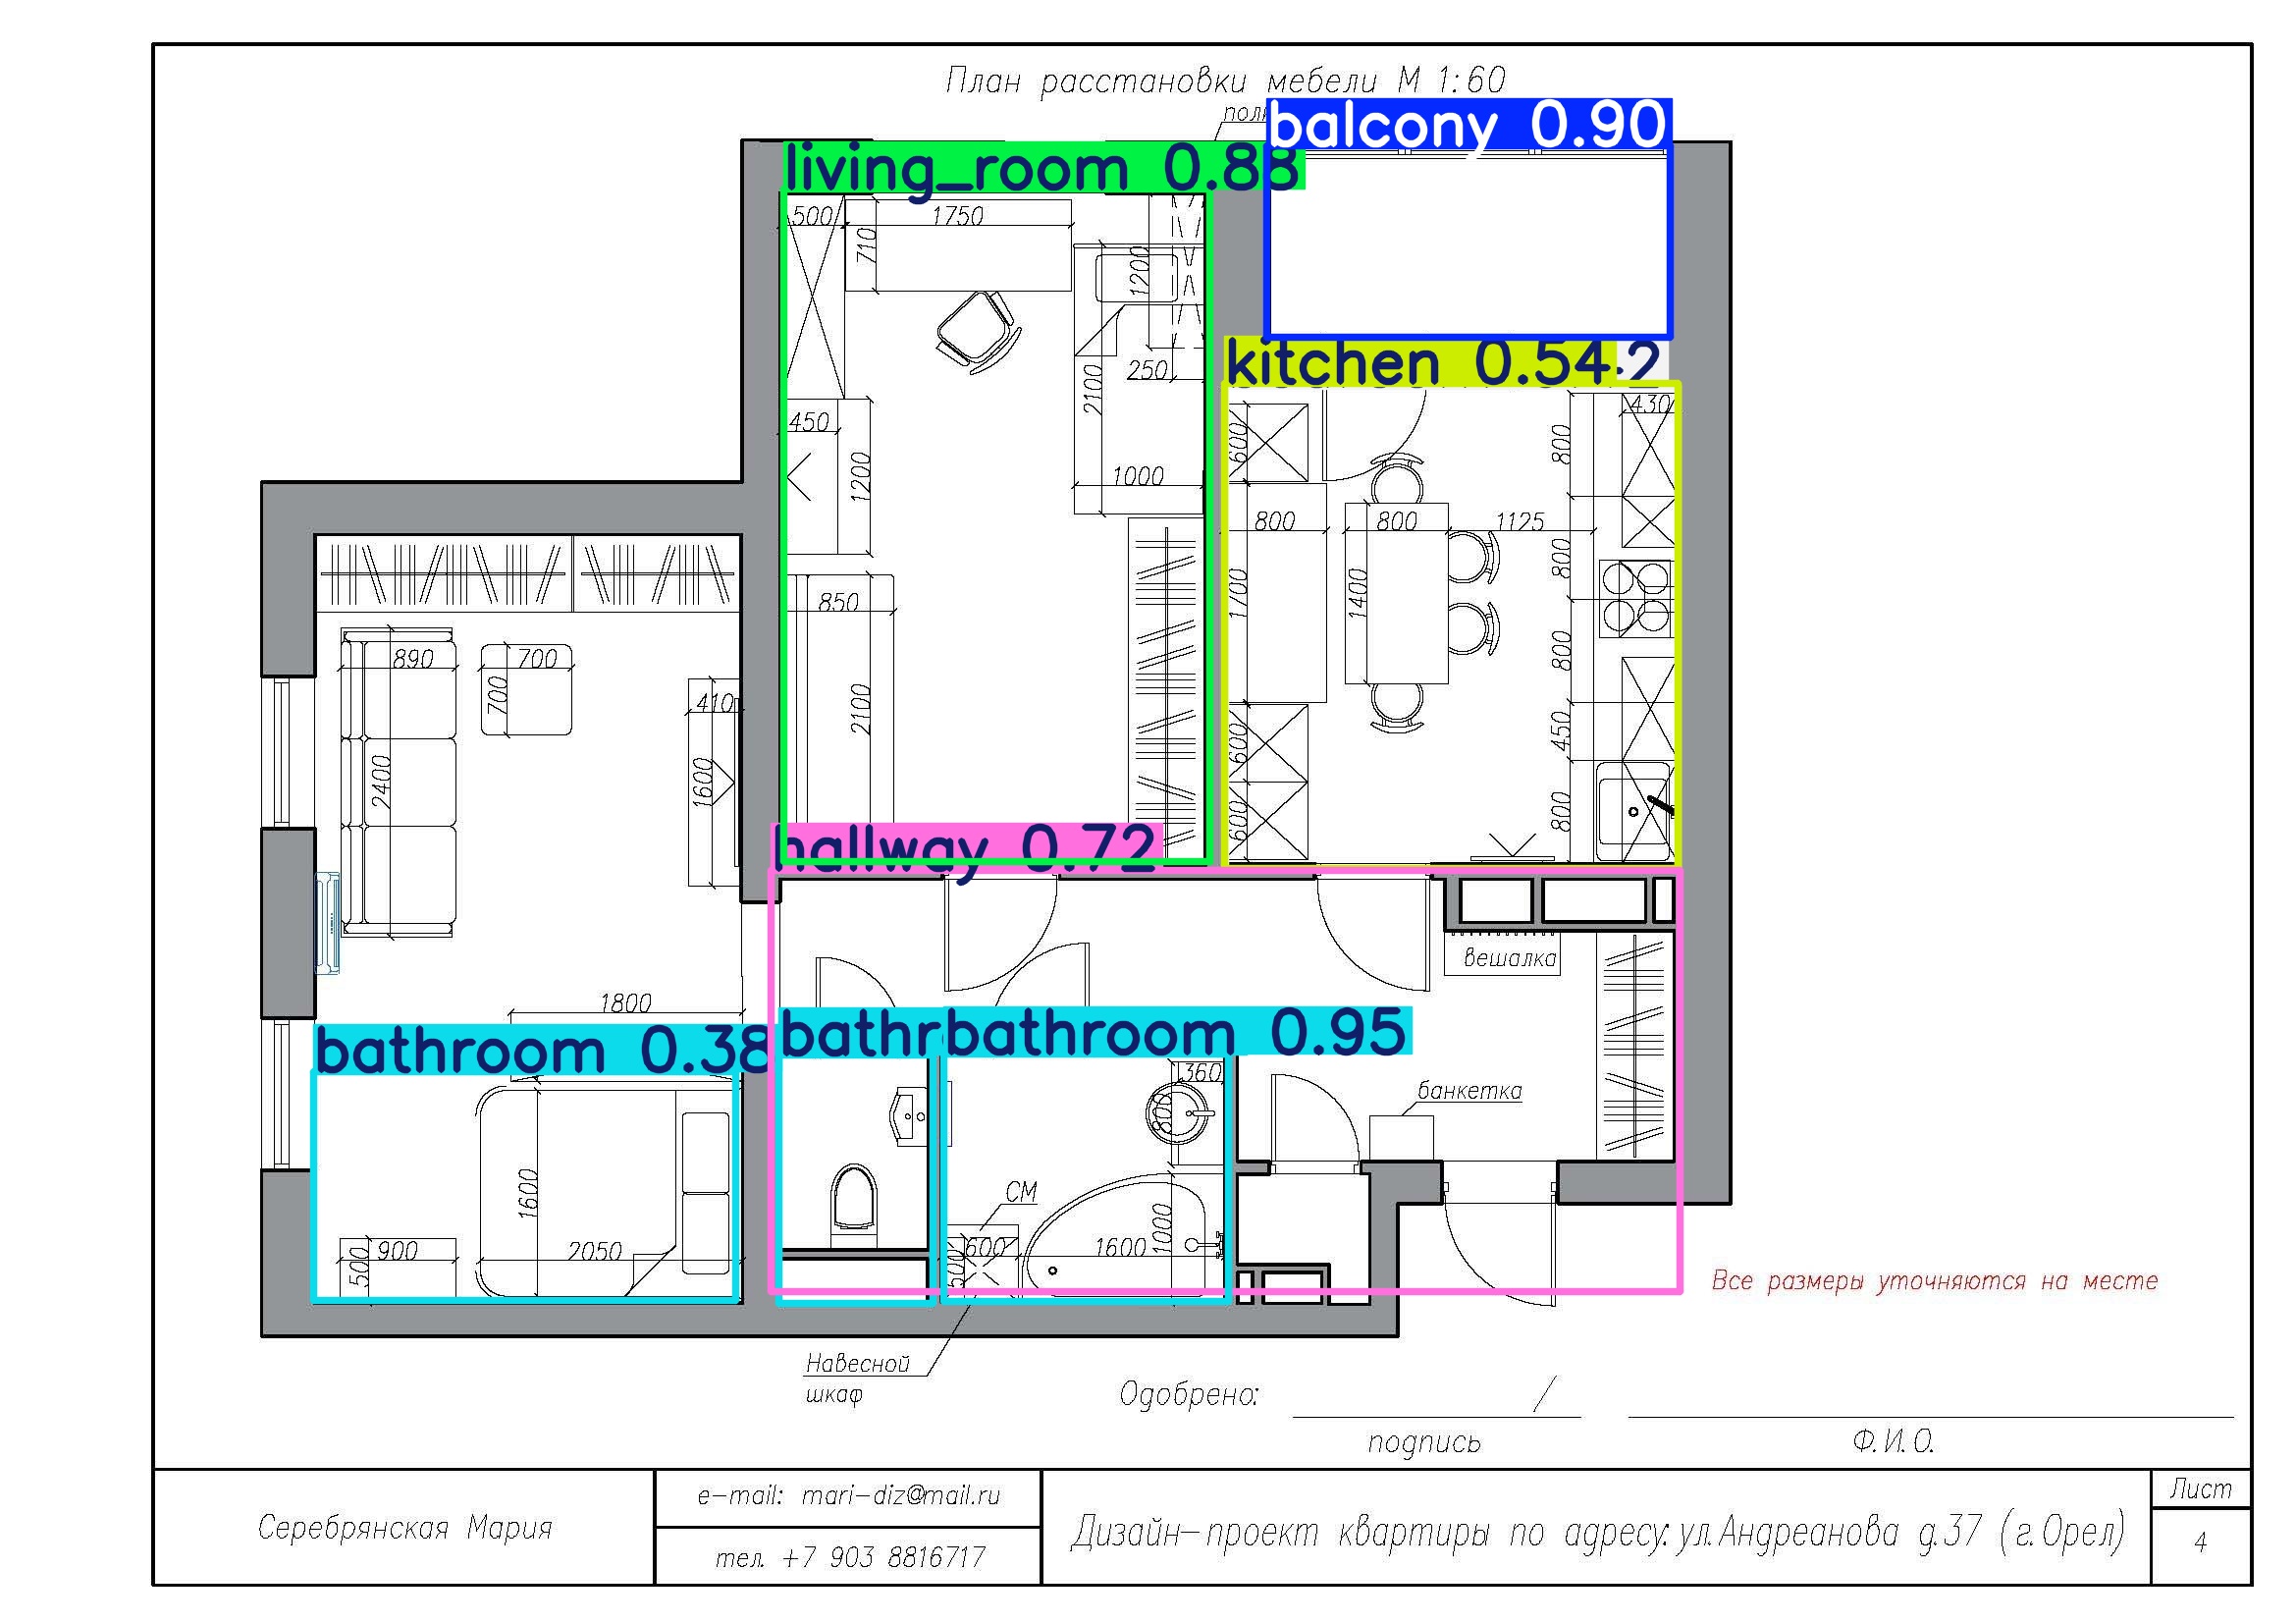 План расстановки мебели М 1:60
balcony 0.90
living_room 0.88
500
1750
710
1200
250
2100
kitchen 0.54
430
450
1200
1000
600
800
800
800
1125
800
1700
1400
850
890
700
700
410
800
2100
450
2400
1600
600
600
800
hallway 0.72
вешалка
1800
bathroom 0.38
bathroom 0.95
360
800
банкетка
1600
СМ
1000
900
500
2050
600
1600
500
Все размеры уточняются на месте
Навесной
шкаф
Одобрено:
/
подпись
Ф.И.О.
Серебрянская Мария
e-mail: mari-diz@mail.ru
тел. +7 903 8816717
Дизайн-проект квартиры по адресу: ул.Андреанова д.37 (г.Орел)
Лист
4